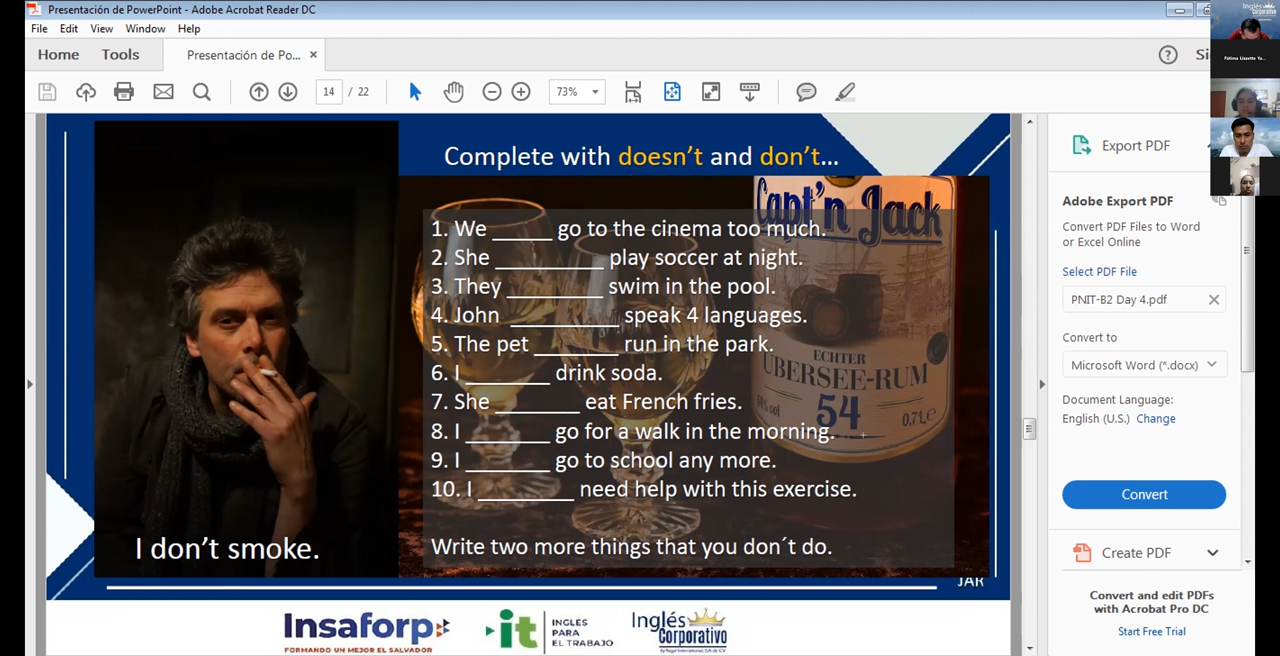 Presentación de PowerPoint - Adobe Acrobat Reader DC
File Edit View Window Help
Home Tools Presentación de Po... ×
14 / 22 73%
Complete with doesn't and don't...
Capt'n Jack
ECHTER
ÜBERSEE-RUM
54
0,7L
1. We _____ go to the cinema too much.
2. She _________ play soccer at night.
3. They ________ swim in the pool.
4. John _________ speak 4 languages.
5. The pet _______ run in the park.
6. I _______ drink soda.
7. She _______ eat French fries.
8. I _______ go for a walk in the morning.
9. I _______ go to school any more.
10. I ________ need help with this exercise.
Write two more things that you don´t do.
I don't smoke.
JAR
Insaforp
FORMANDO UN MEJOR EL SALVADOR
it
INGLÉS
PARA
EL TRABAJO
Inglés
Corporativo
Export PDF
Adobe Export PDF
Convert PDF Files to Word
or Excel Online
Select PDF File
PNIT-B2 Day 4.pdf
Convert to
Microsoft Word (*.docx)
Document Language:
English (U.S.) Change
Convert
Create PDF
Convert and edit PDFs
with Acrobat Pro DC
Start Free Trial
Inglés
Corporativo